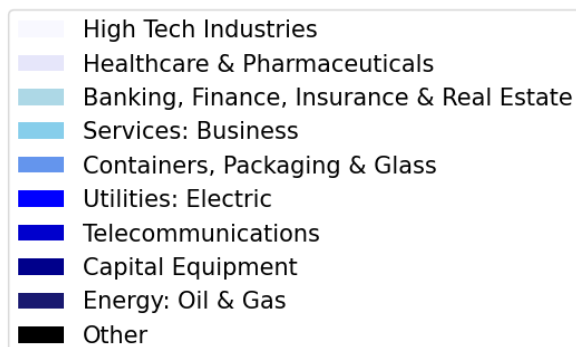 High Tech Industries
Healthcare & Pharmaceuticals
Banking, Finance, Insurance & Real Estate
Services: Business
Containers, Packaging & Glass
Utilities: Electric
Telecommunications
Capital Equipment
Energy: Oil & Gas
Other